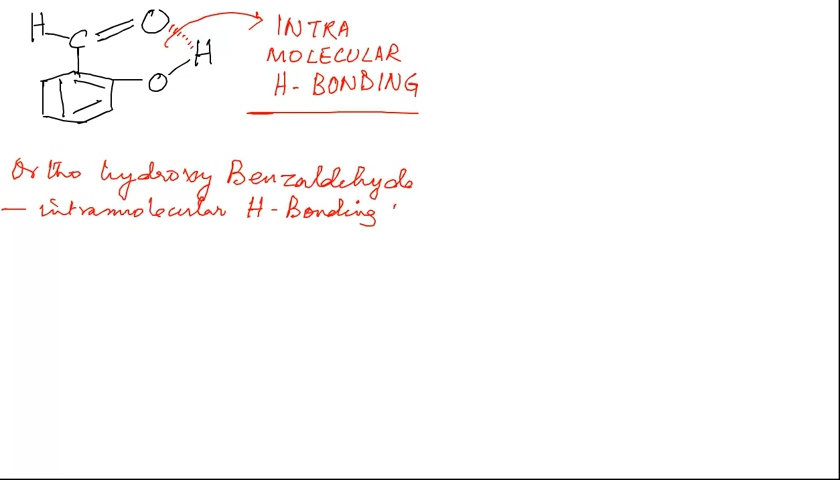 H
C
O
H
O
INTRA
MOLECULAR
H-BONDING
Ortho hydroxy Benzaldehyde
— intramolecular H-Bonding